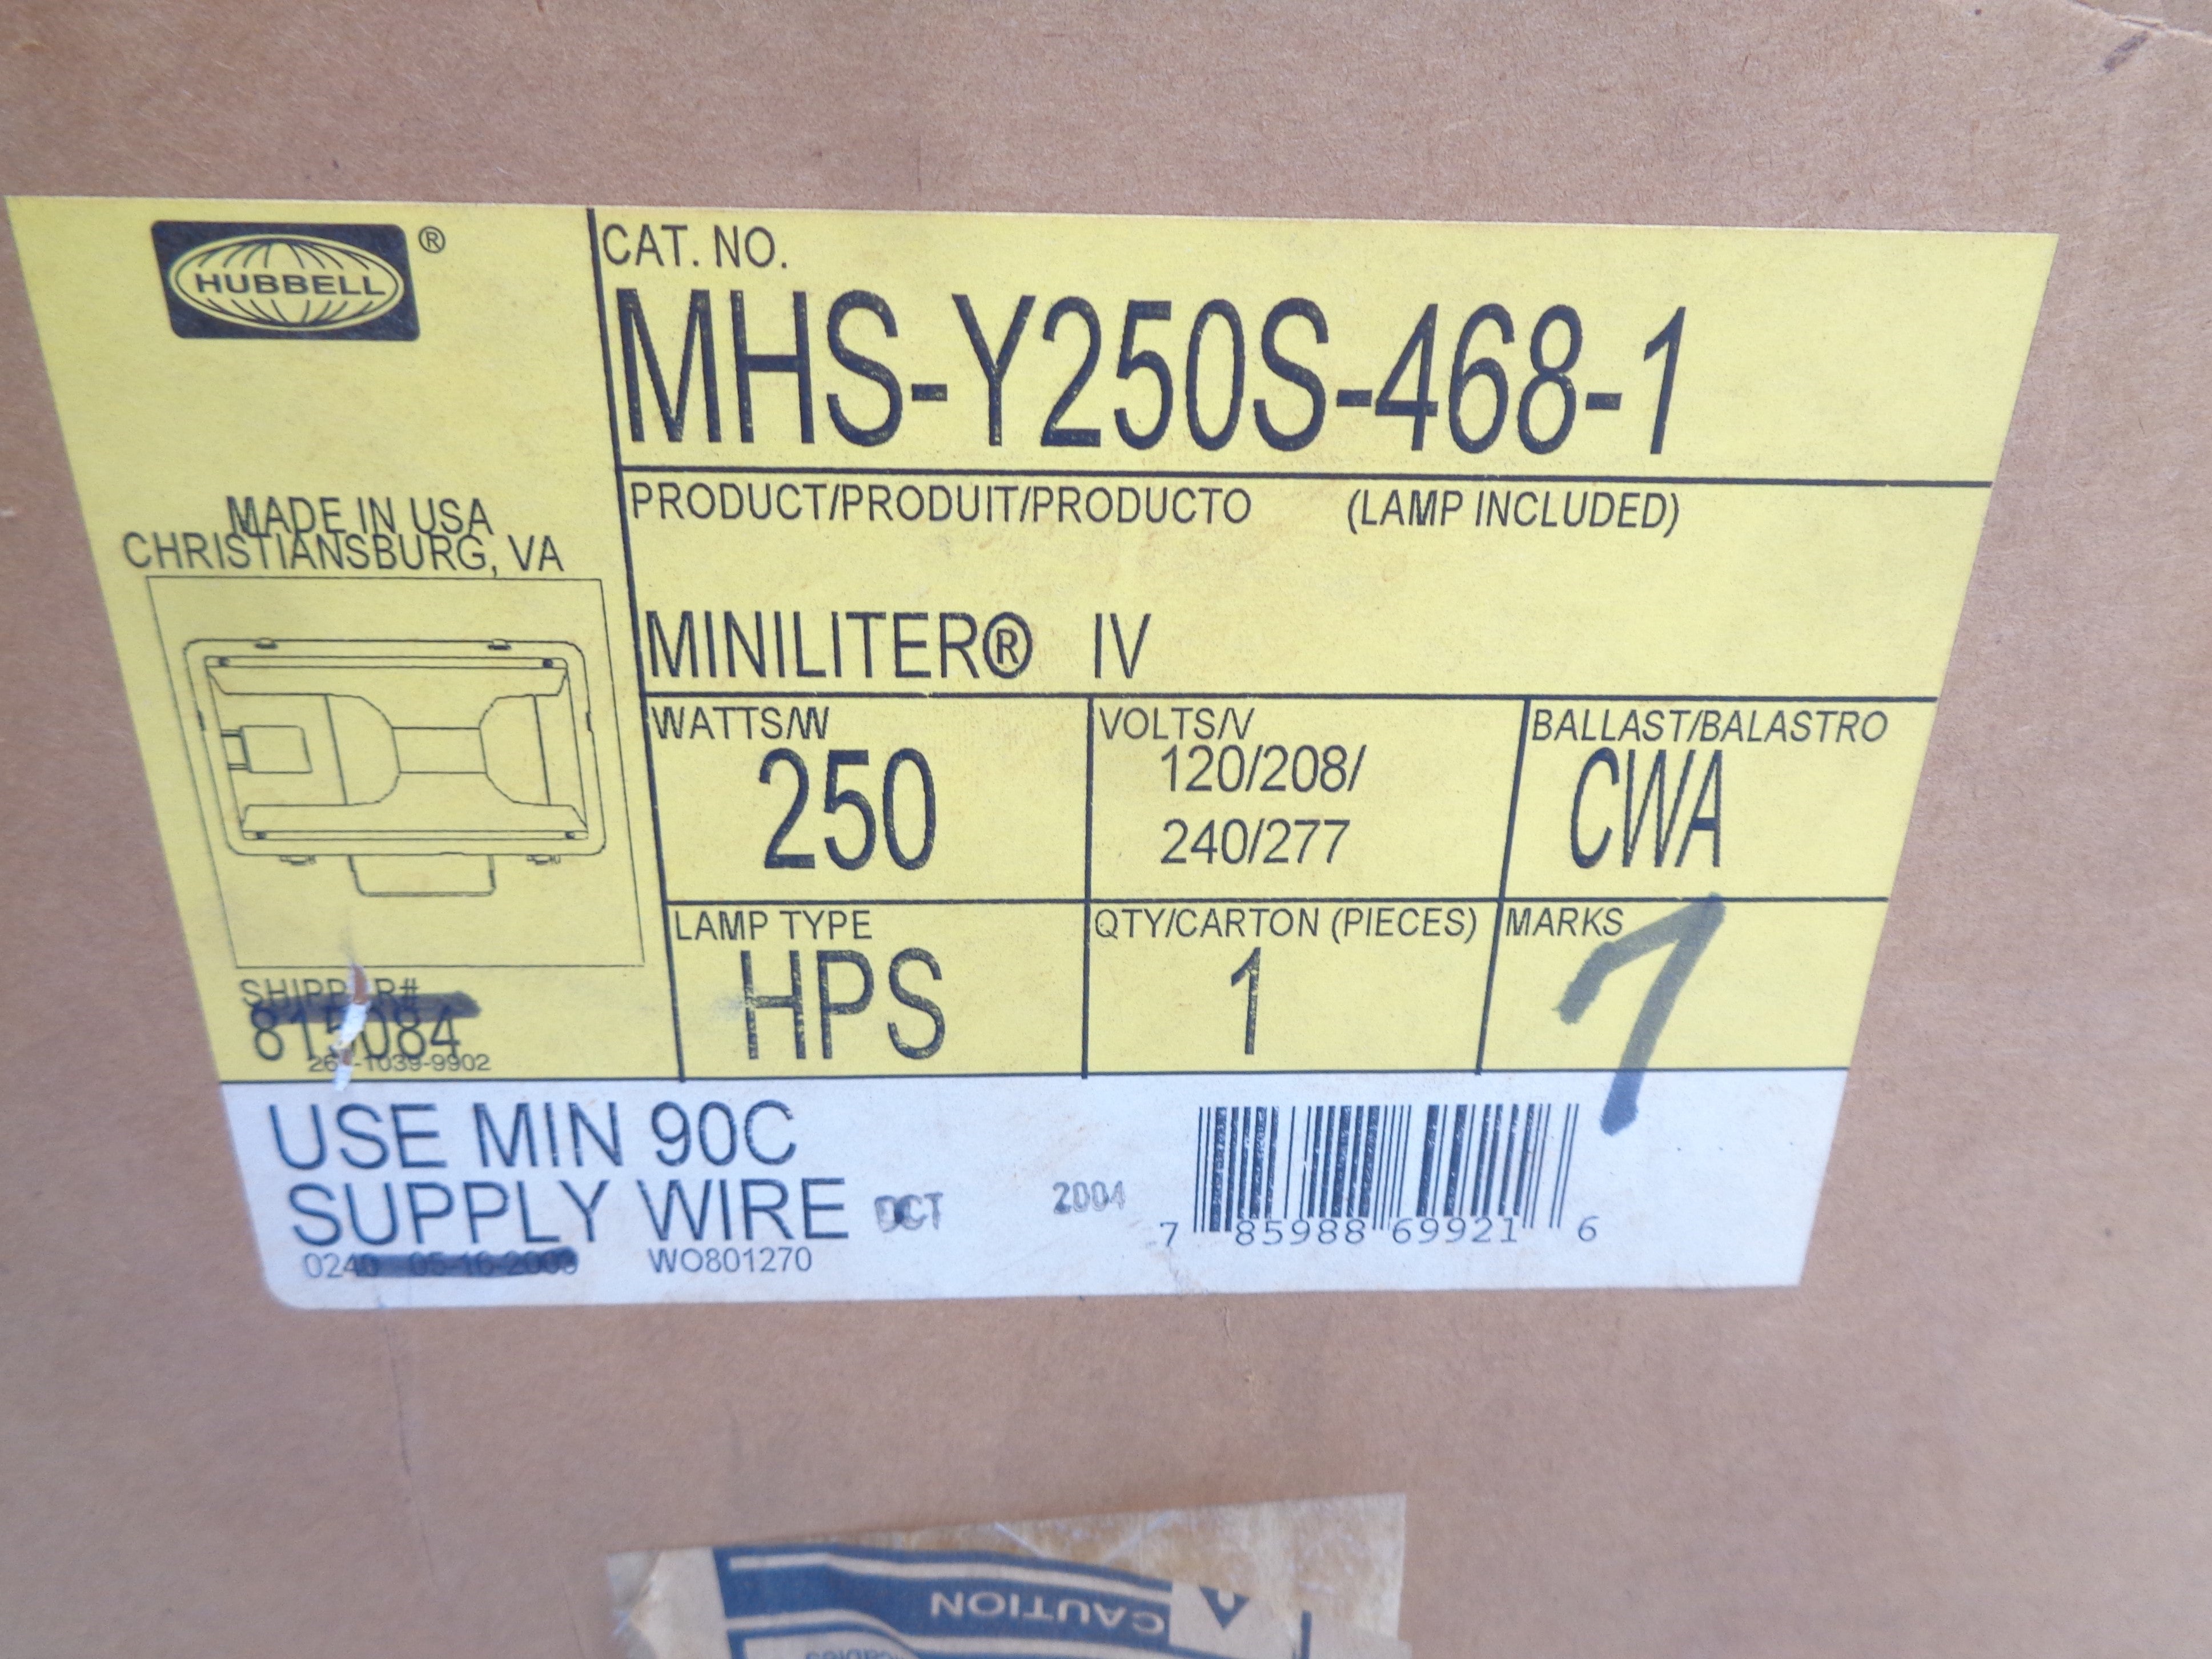 HUBBELL ®
CAT. NO.
MHS-Y250S-468-1
MADE IN USA
CHRISTIANSBURG, VA
PRODUCT/PRODUIT/PRODUCTO (LAMP INCLUDED)
MINILITER® IV
WATTS/W
250
VOLTS/V
120/208/
240/277
BALLAST/BALASTRO
CWA
LAMP TYPE
HPS
QTY/CARTON (PIECES)
1
MARKS
7
SHIPPER#
815084
USE MIN 90C
SUPPLY WIRE
OCT 2004
WO801270
7 85988 69921 6
CAUTION